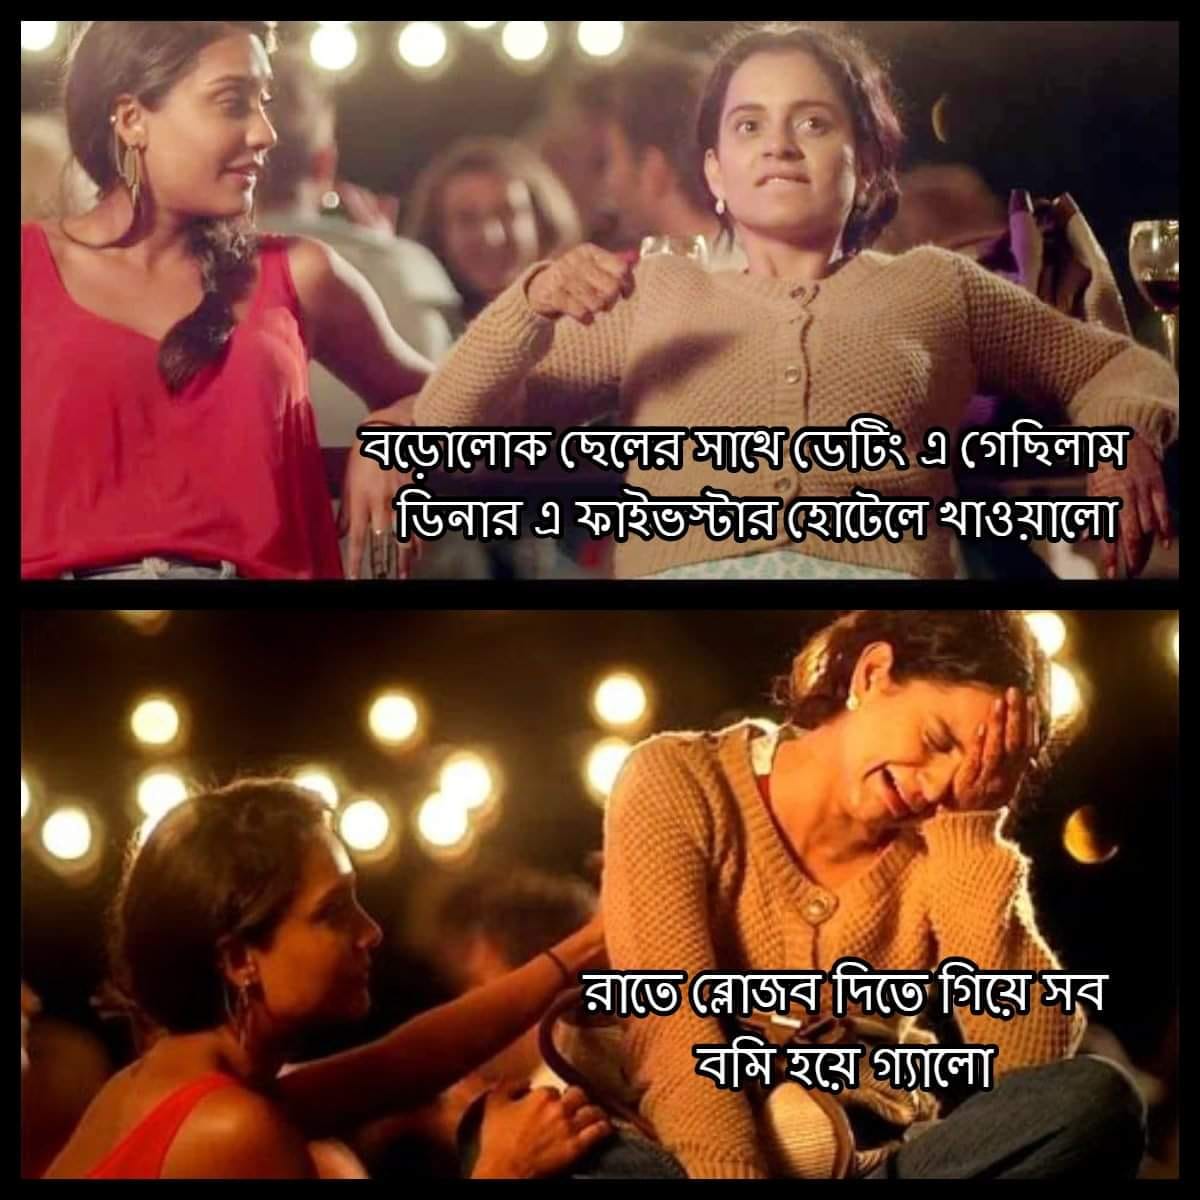 বড়োলোক ছেলের সাথে ডেটিং এ গেছিলাম
ডিনার এ ফাইভস্টার হোটেলে খাওয়ালো
রাতে ব্লোজব দিতে গিয়ে সব
বমি হয়ে গ্যালো